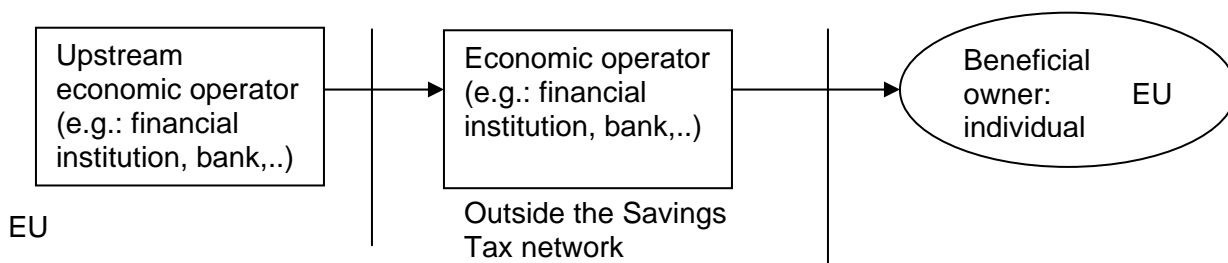 Upstream
economic operator
(e.g.: financial
institution, bank,..)
EU
Economic operator
(e.g.: financial
institution, bank,..)
Outside the Savings
Tax network
Beneficial
owner:
individual
EU